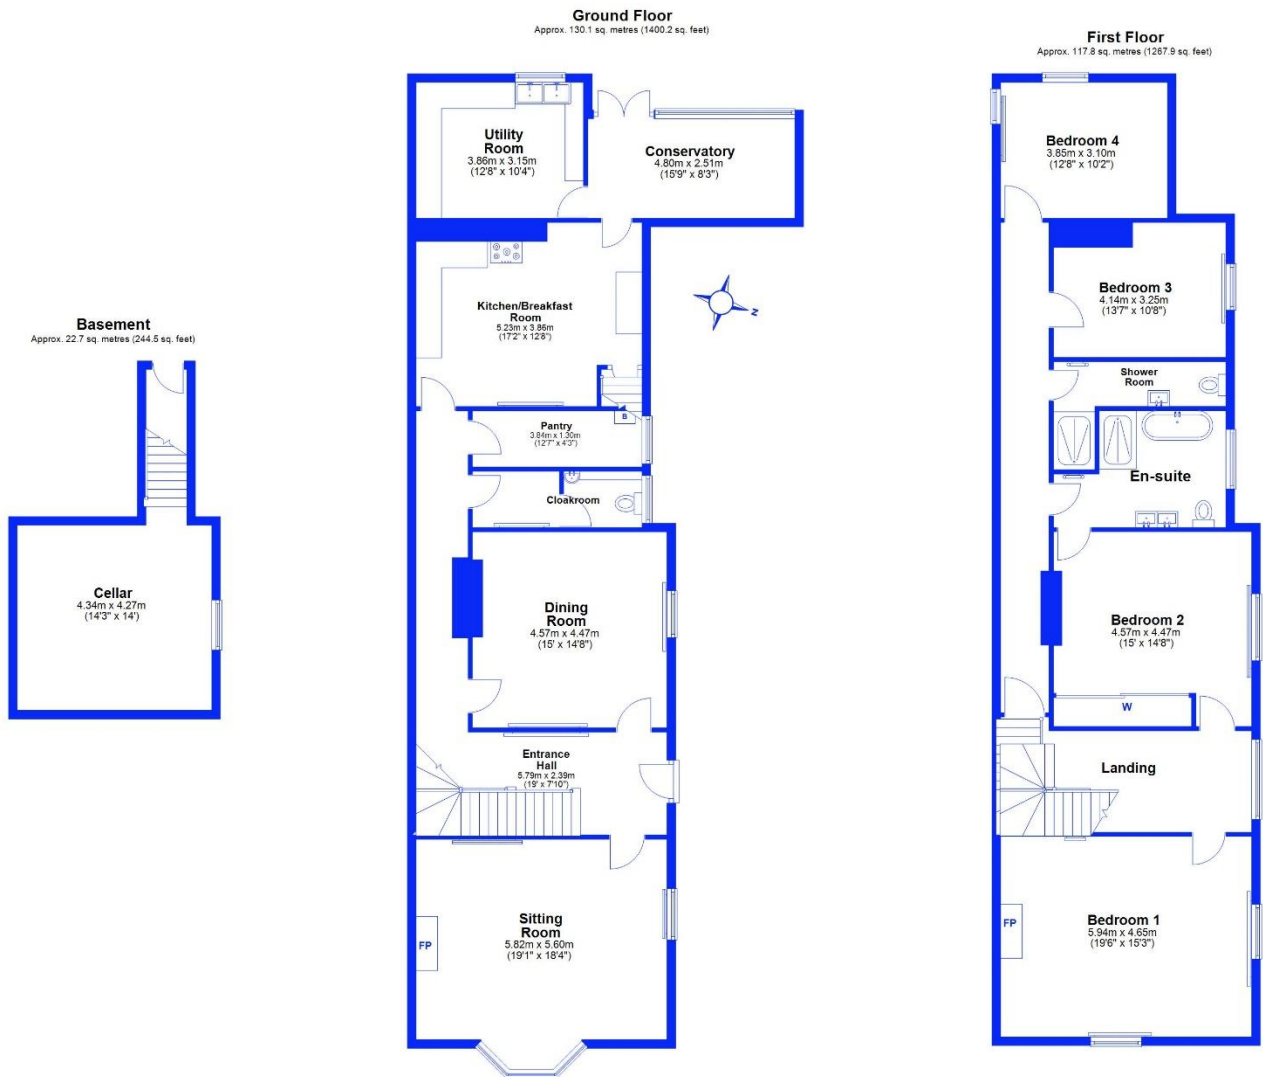 Ground Floor
Approx. 130.1 sq. metres (1400.2 sq. feet)
Utility
Room
3.86m x 3.15m
(12'8" x 10'4")
Conservatory
4.80m x 2.51m
(15'9" x 8'3")
Kitchen/Breakfast
Room
5.23m x 3.86m
(17'2" x 12'8")
N
B
Pantry
3.84m x 1.30m
(12'7" x 4'3")
Cloakroom
Dining
Room
4.57m x 4.47m
(15' x 14'8")
Entrance
Hall
5.79m x 2.39m
(19' x 7'10")
Sitting
Room
5.82m x 5.60m
(19'1" x 18'4")
FP
Basement
Approx. 22.7 sq. metres (244.5 sq. feet)
Cellar
4.34m x 4.27m
(14'3" x 14')
First Floor
Approx. 117.8 sq. metres (1267.9 sq. feet)
Bedroom 4
3.85m x 3.10m
(12'8" x 10'2")
Bedroom 3
4.14m x 3.25m
(13'7" x 10'8")
Shower
Room
En-suite
Bedroom 2
4.57m x 4.47m
(15' x 14'8")
W
Landing
Bedroom 1
5.94m x 4.65m
(19'6" x 15'3")
FP